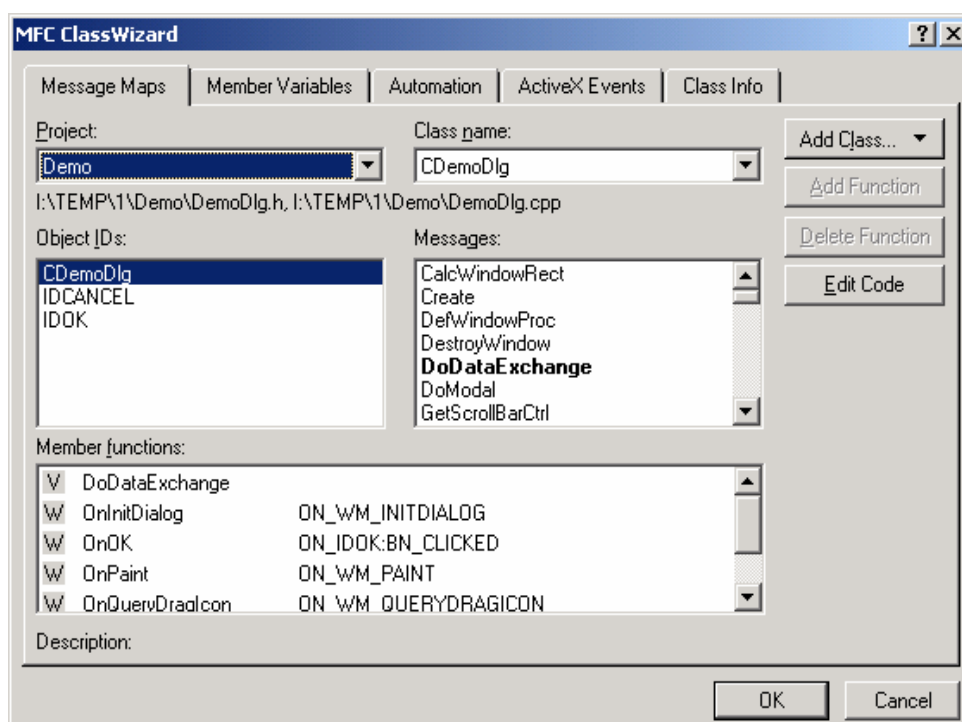 MFC ClassWizard
Message Maps Member Variables Automation ActiveX Events Class Info
Project: Class name:
Demo CDemoDlg
Add Class...
Add Function
Delete Function
Edit Code
I:\TEMP\1\Demo\DemoDlg.h, I:\TEMP\1\Demo\DemoDlg.cpp
Object IDs:
CDemoDlg
IDCANCEL
IDOK
Messages:
CalcWindowRect
Create
DefWindowProc
DestroyWindow
DoDataExchange
DoModal
GetScrollBarCtrl
Member functions:
V DoDataExchange
W OnInitDialog ON_WM_INITDIALOG
W OnOK ON_IDOK:BN_CLICKED
W OnPaint ON_WM_PAINT
W OnQueryDragIcon ON_WM_QUERYDRAGICON
Description:
OK Cancel